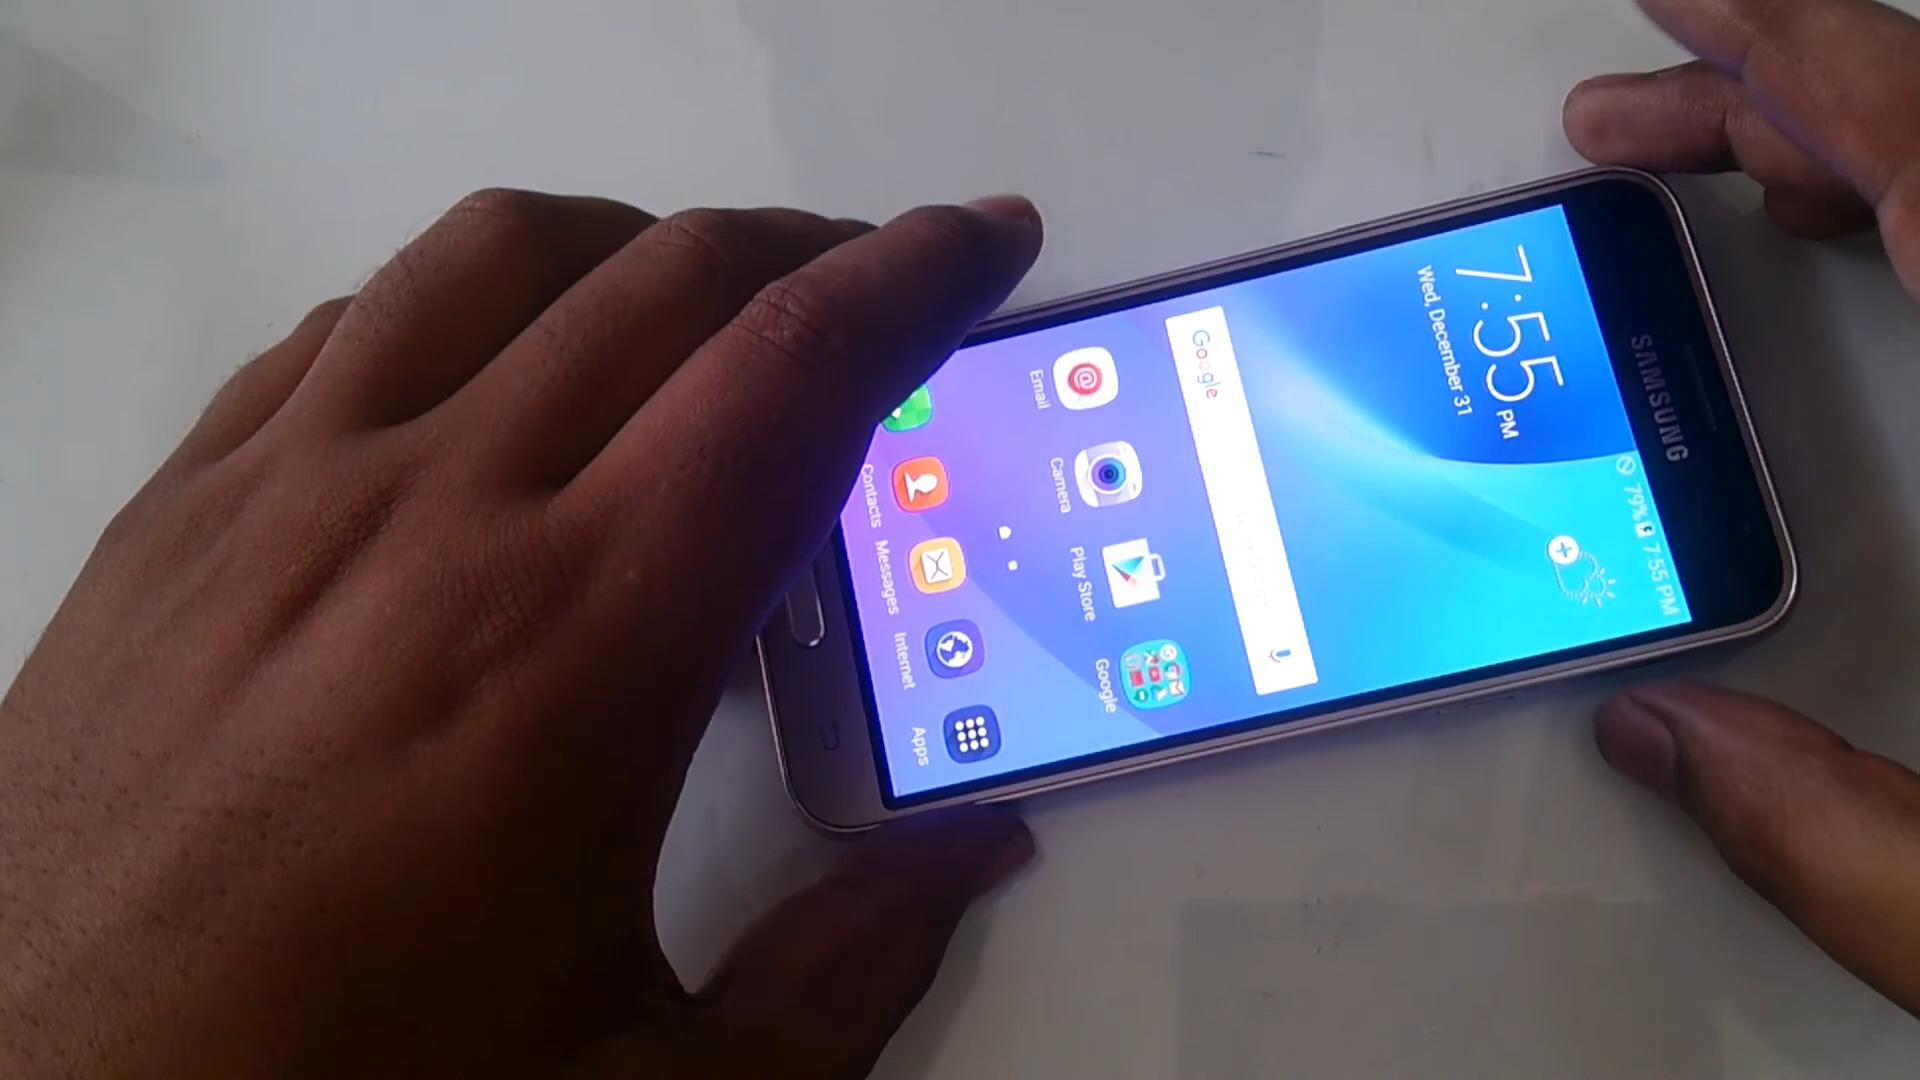 SAMSUNG
79% 7:55 PM
7:55 PM
Wed, December 31
Google
Email
Camera
Play Store
Google
Contacts
Messages
Internet
Apps